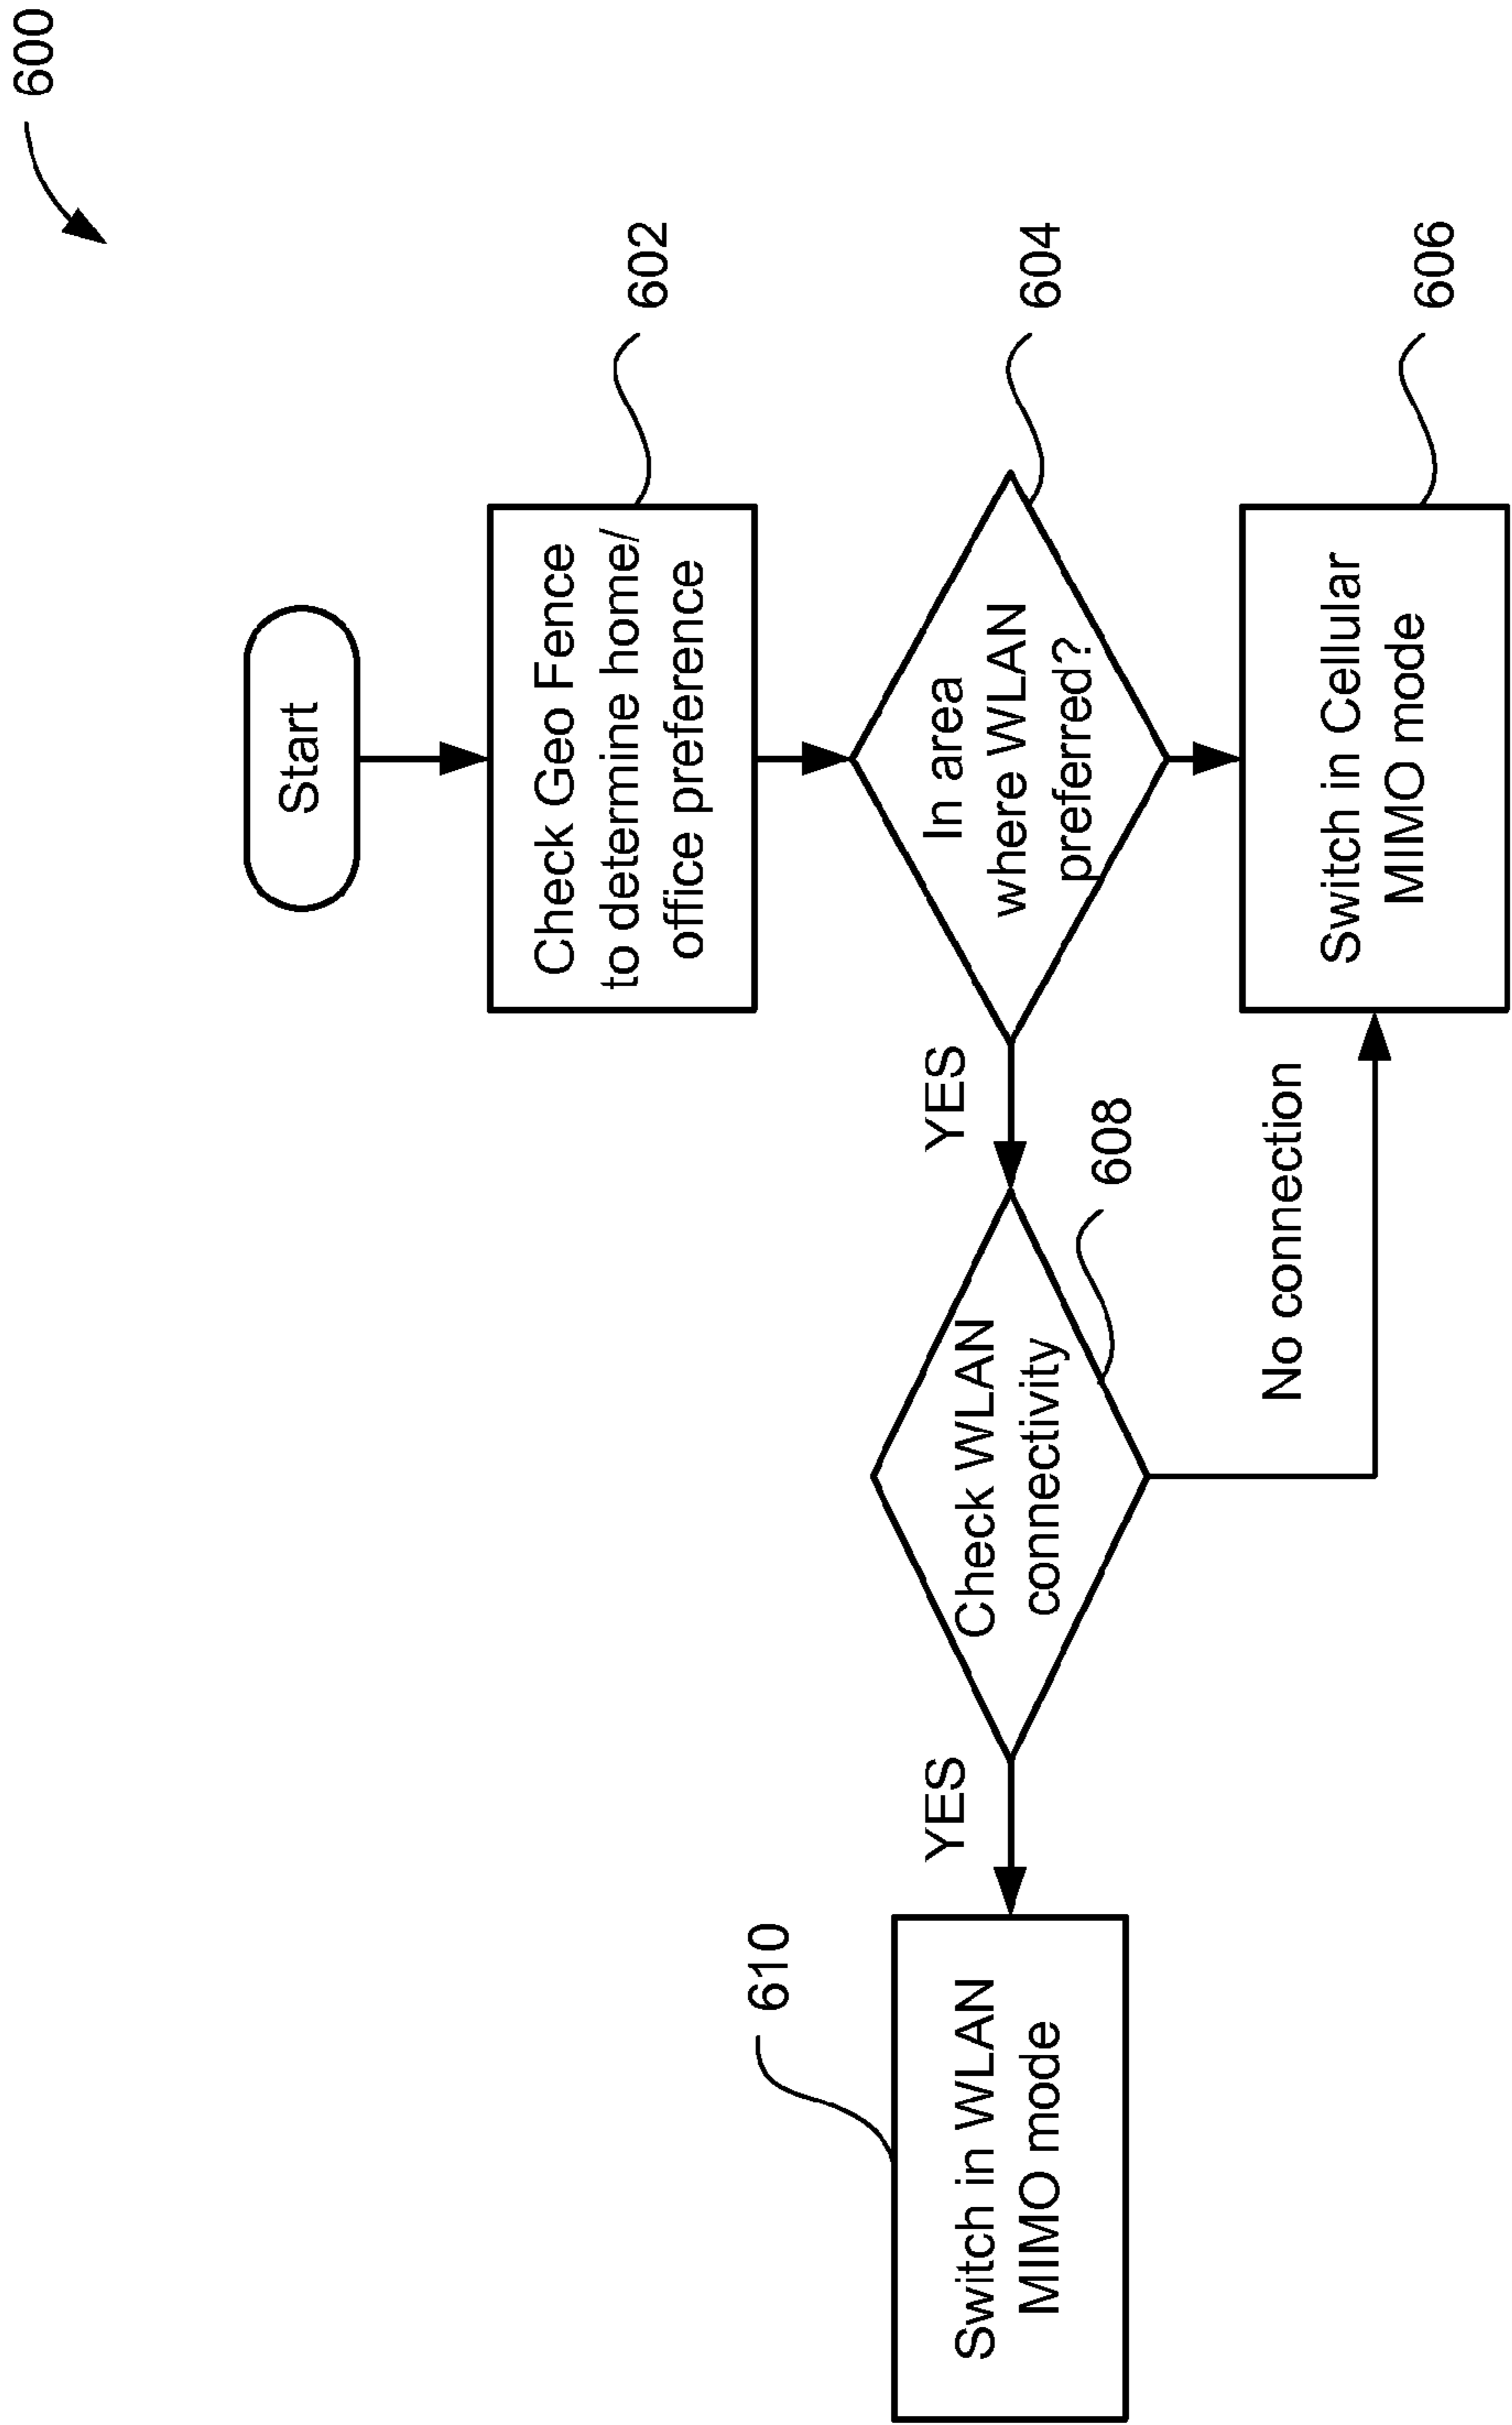 600
Start
Check Geo Fence
to determine home/
office preference
602
In area
where WLAN
preferred?
604
YES
Check WLAN
connectivity
608
YES
Switch in WLAN
MIMO mode
610
No connection
Switch in Cellular
MIMO mode
606